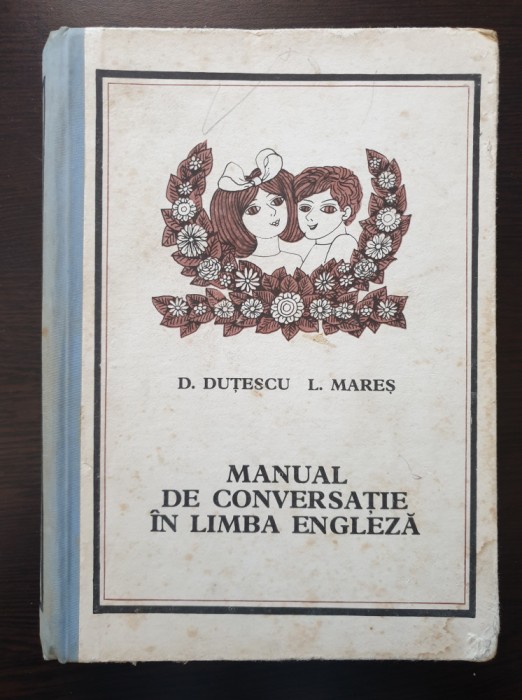 D. DUȚESCU L. MAREȘ
MANUAL
DE CONVERSAȚIE
ÎN LIMBA ENGLEZĂ